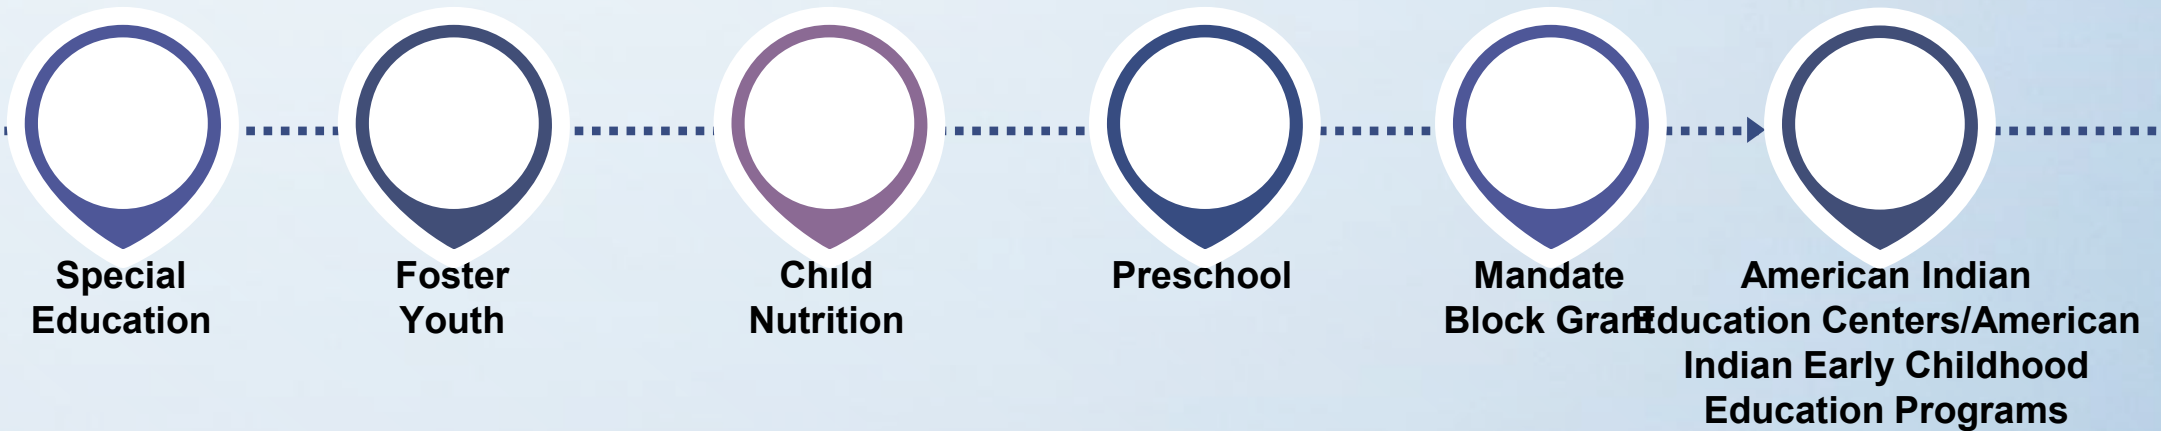 Special
Education
Foster
Youth
Child
Nutrition
Preschool
Mandate
Block Grant
American Indian
Education Centers/American
Indian Early Childhood
Education Programs